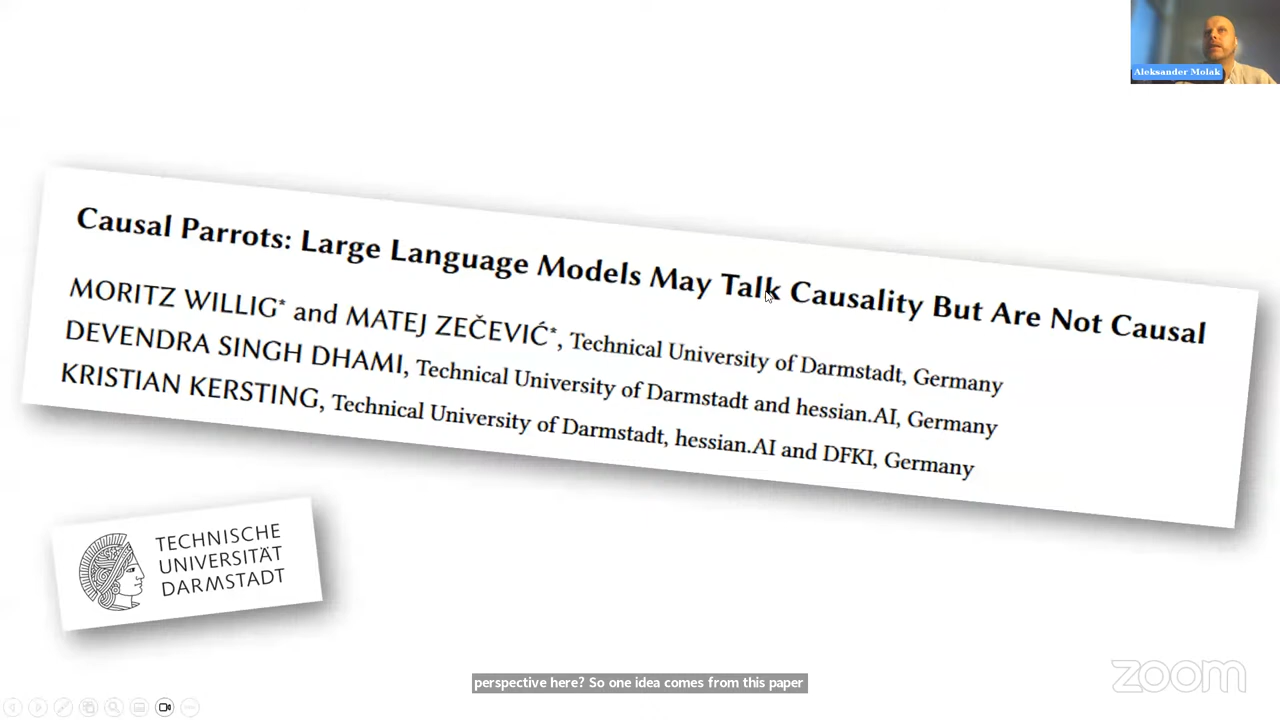 Aleksander Molak
Causal Parrots: Large Language Models May Talk Causality But Are Not Causal
MORITZ WILLIG* and MATEJ ZEČEVIĆ*, Technical University of Darmstadt, Germany
DEVENDRA SINGH DHAMI, Technical University of Darmstadt and hessian.AI, Germany
KRISTIAN KERSTING, Technical University of Darmstadt, hessian.AI and DFKI, Germany
TECHNISCHE
UNIVERSITÄT
DARMSTADT
perspective here? So one idea comes from this paper
zoom